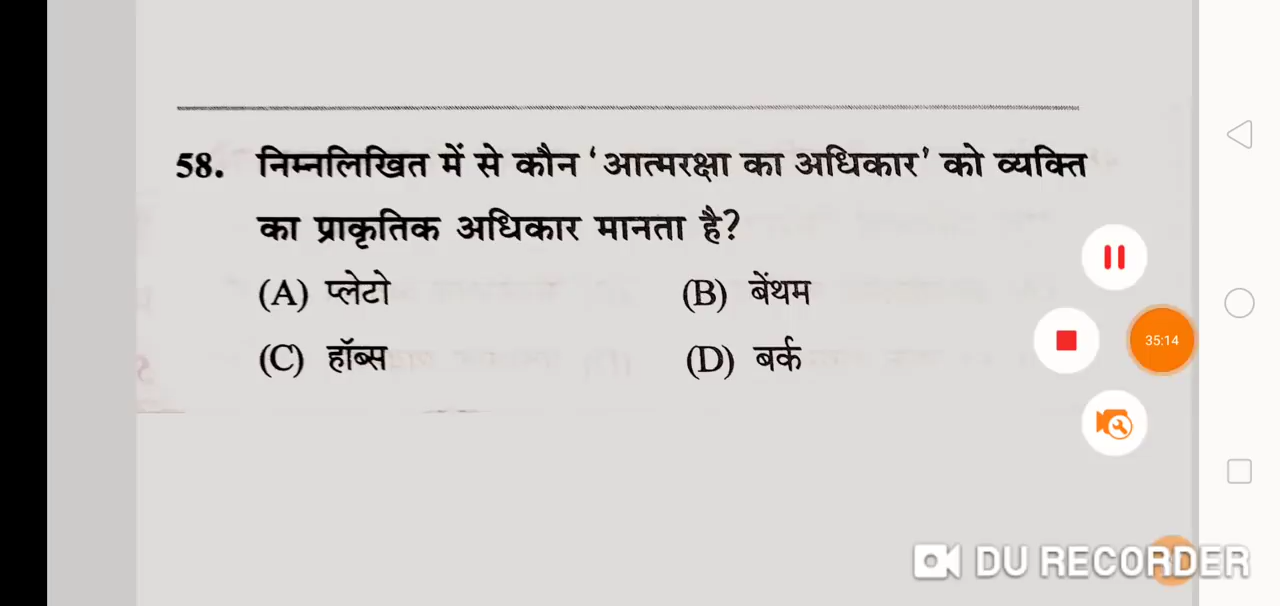 58. निम्नलिखित में से कौन ‘आत्मरक्षा का अधिकार’ को व्यक्ति
का प्राकृतिक अधिकार मानता है?
(A) प्लेटो (B) बेंथम
(C) हॉब्स (D) बर्क
35:14
DU RECORDER